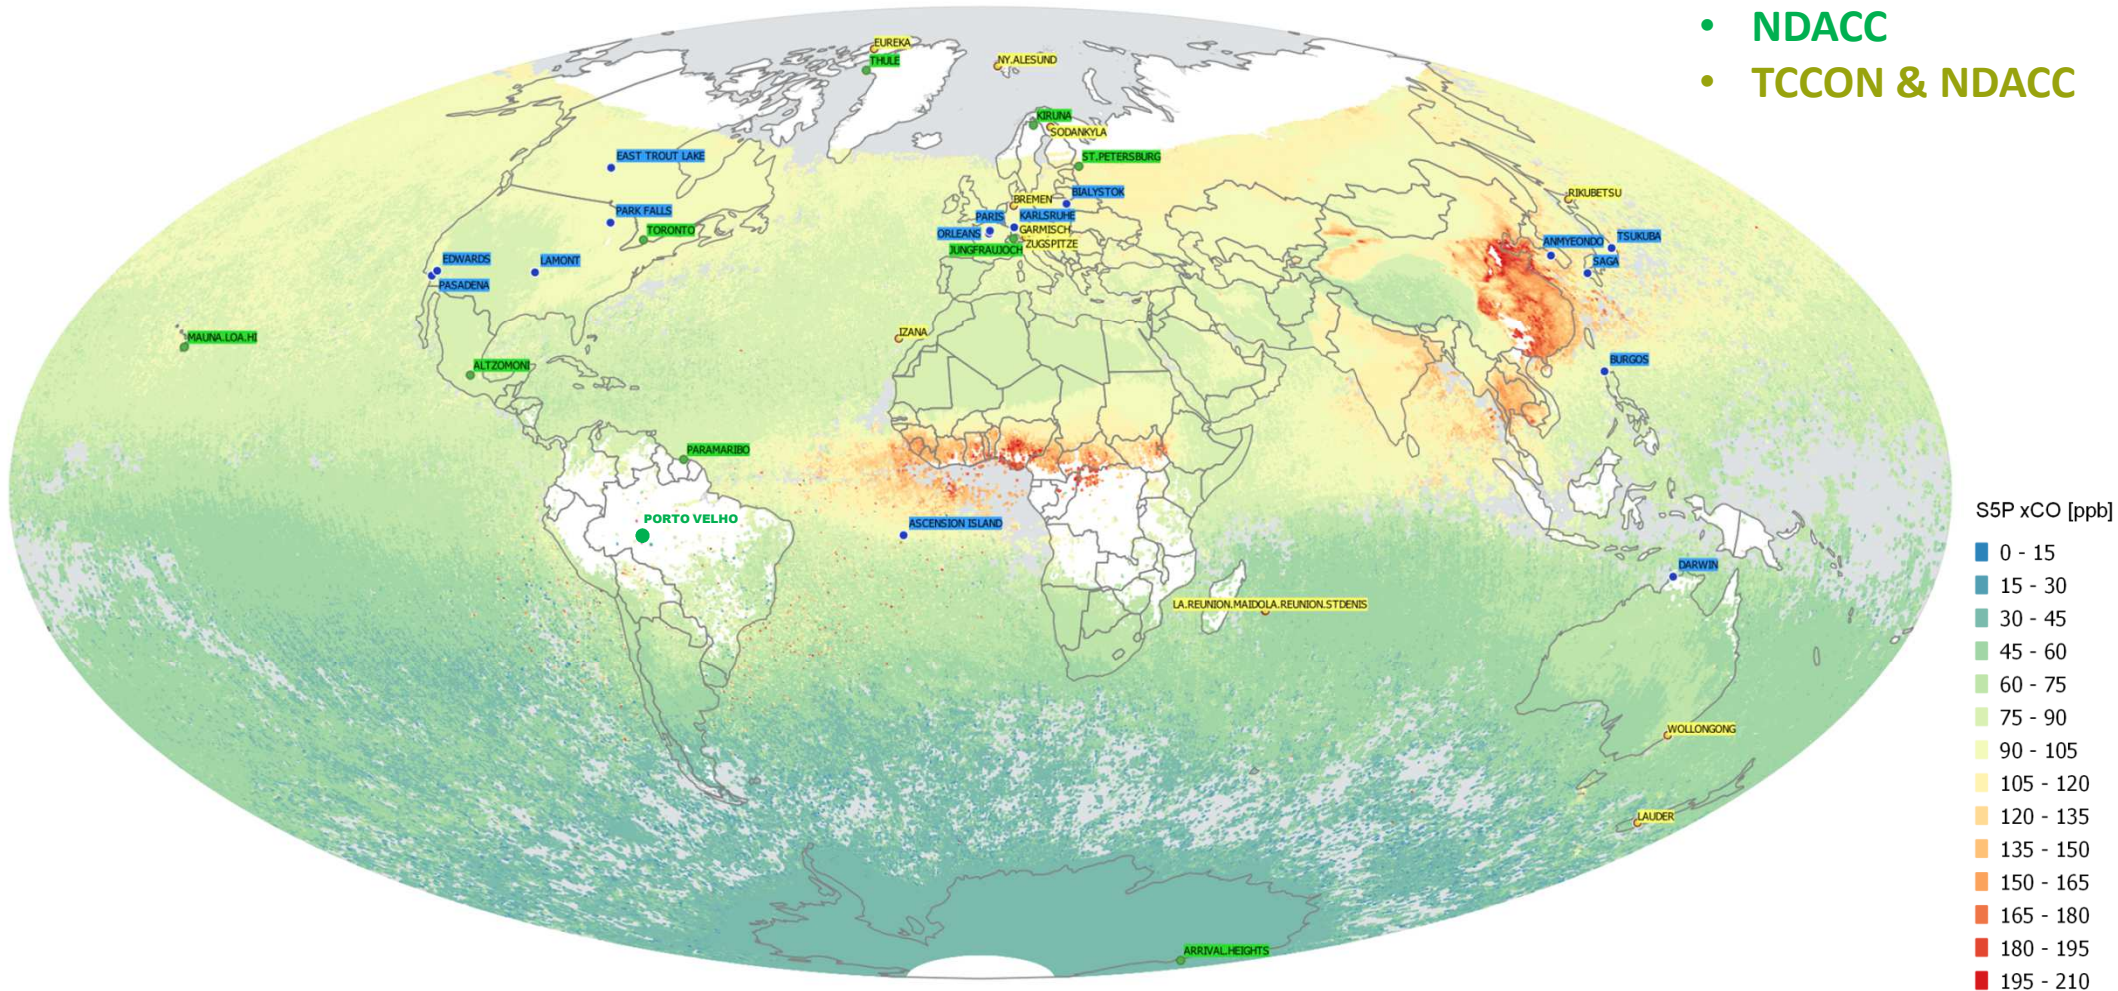 • NDACC
• TCCON & NDACC
EUREKA
THULE
NY.ALESUND
KIRUNA
SODANKYLA
ST.PETERSBURG
EAST TROUT LAKE
BIALYSTOK
RIKUBETSU
BREMEN
PARK FALLS
PARIS
KARLSRUHE
TORONTO
ORLEANS
GARMISCH
TSUKUBA
ANMYEONDO
ZUGSPITZE
JUNGFRAUJOCH
EDWARDS
LAMONT
SAGA
PASADENA
IZANA
MAUNA.LOA.HI
BURGOS
ALTZOMONI
PARAMARIBO
PORTO VELHO
ASCENSION ISLAND
DARWIN
LA.REUNION.MAIDOLA.REUNION.STDENIS
WOLLONGONG
LAUDER
ARRIVAL.HEIGHTS
S5P xCO [ppb]
0 - 15
15 - 30
30 - 45
45 - 60
60 - 75
75 - 90
90 - 105
105 - 120
120 - 135
135 - 150
150 - 165
165 - 180
180 - 195
195 - 210